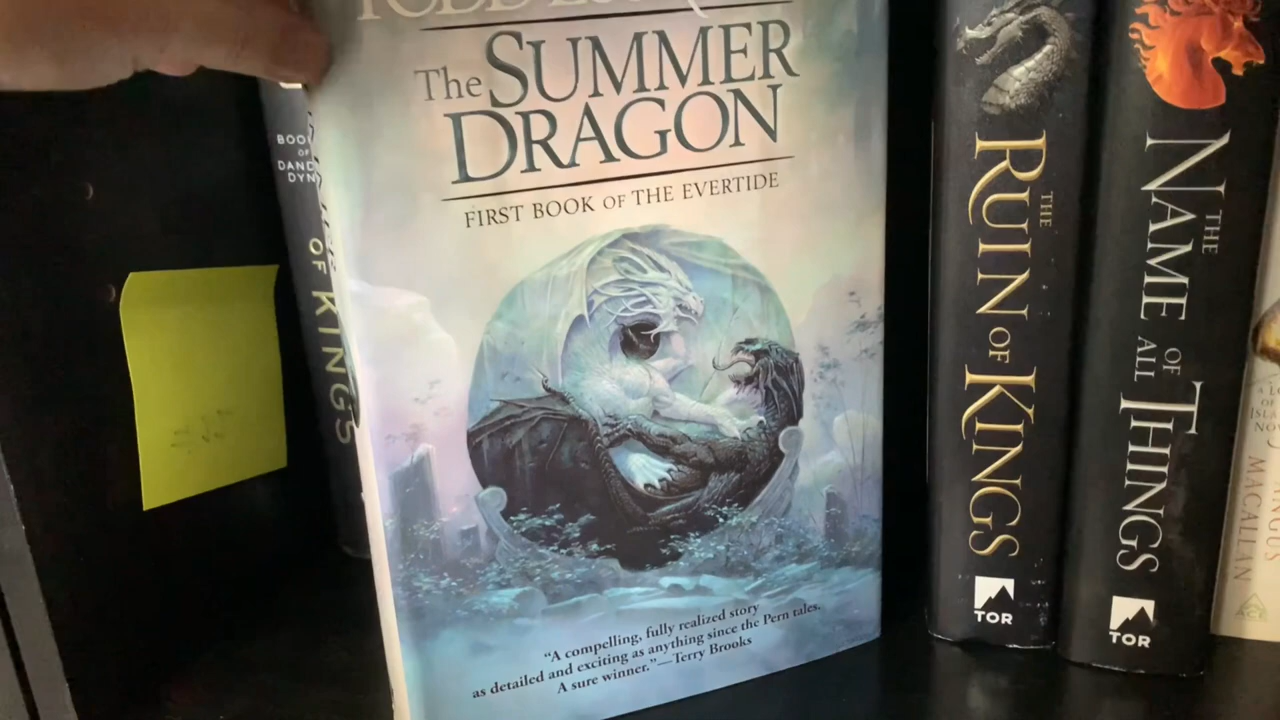 TODD
The SUMMER
DRAGON
FIRST BOOK OF THE EVERTIDE
“A compelling, fully realized story
as detailed and exciting as anything since the Pern tales.
A sure winner.”—Terry Brooks
OF KINGS
THE RUIN OF KINGS
TOR
THE NAME OF ALL THINGS
TOR
MACALLAN